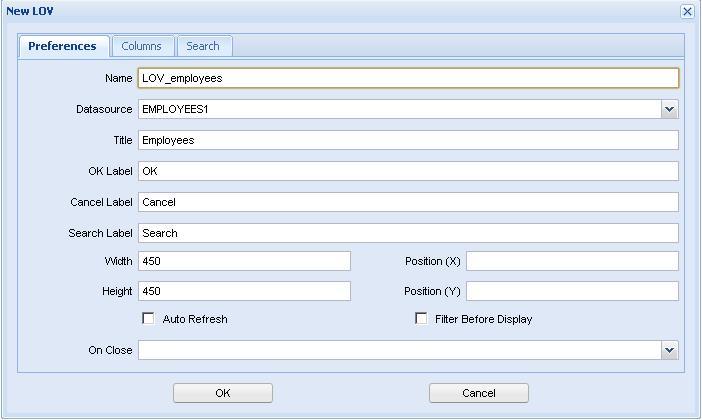 New LOV
Preferences Columns Search
Name LOV_employees
Datasource EMPLOYEES1
Title Employees
OK Label OK
Cancel Label Cancel
Search Label Search
Width 450 Position (X)
Height 450 Position (Y)
Auto Refresh Filter Before Display
On Close
OK Cancel